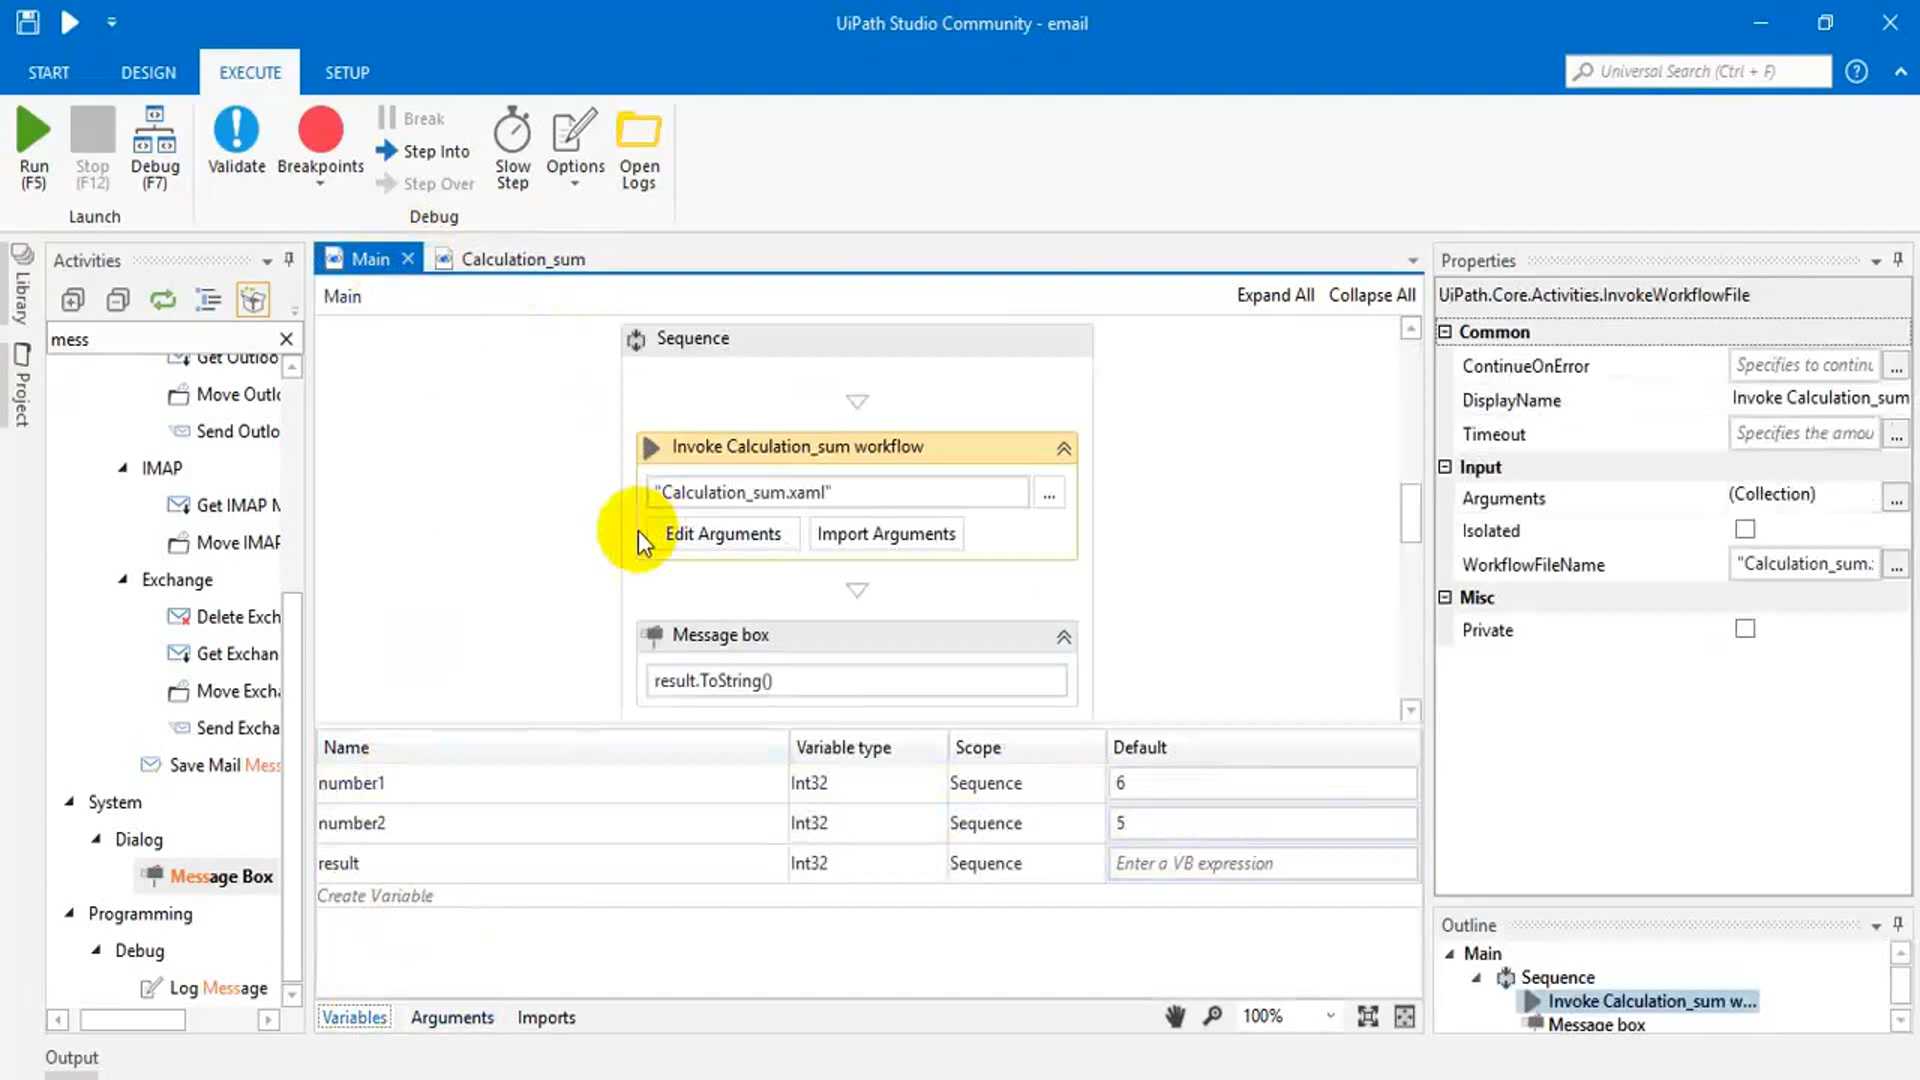 UiPath Studio Community - email
START DESIGN EXECUTE SETUP
Universal Search (Ctrl + F)
Run (F5)
Stop (F12)
Debug (F7)
Launch
Validate
Breakpoints
Break
Step Into
Step Over
Slow Step
Options
Open Logs
Debug
Library
Project
Activities
mess
Get Outloo
Move Outlo
Send Outlo
IMAP
Get IMAP M
Move IMAP
Exchange
Delete Exch
Get Exchan
Move Excha
Send Excha
Save Mail Mess
System
Dialog
Message Box
Programming
Debug
Log Message
Main
Calculation_sum
Main
Expand All Collapse All
Sequence
Invoke Calculation_sum workflow
"Calculation_sum.xaml"
...
Edit Arguments
Import Arguments
Message box
result.ToString()
Name Variable type Scope Default
number1 Int32 Sequence 6
number2 Int32 Sequence 5
result Int32 Sequence Enter a VB expression
Create Variable
Variables Arguments Imports
100%
Properties
UiPath.Core.Activities.InvokeWorkflowFile
Common
ContinueOnError Specifies to continu ...
DisplayName Invoke Calculation_sum
Timeout Specifies the amou ...
Input
Arguments (Collection) ...
Isolated
WorkflowFileName "Calculation_sum. ...
Misc
Private
Outline
Main
Sequence
Invoke Calculation_sum w...
Message box
Output